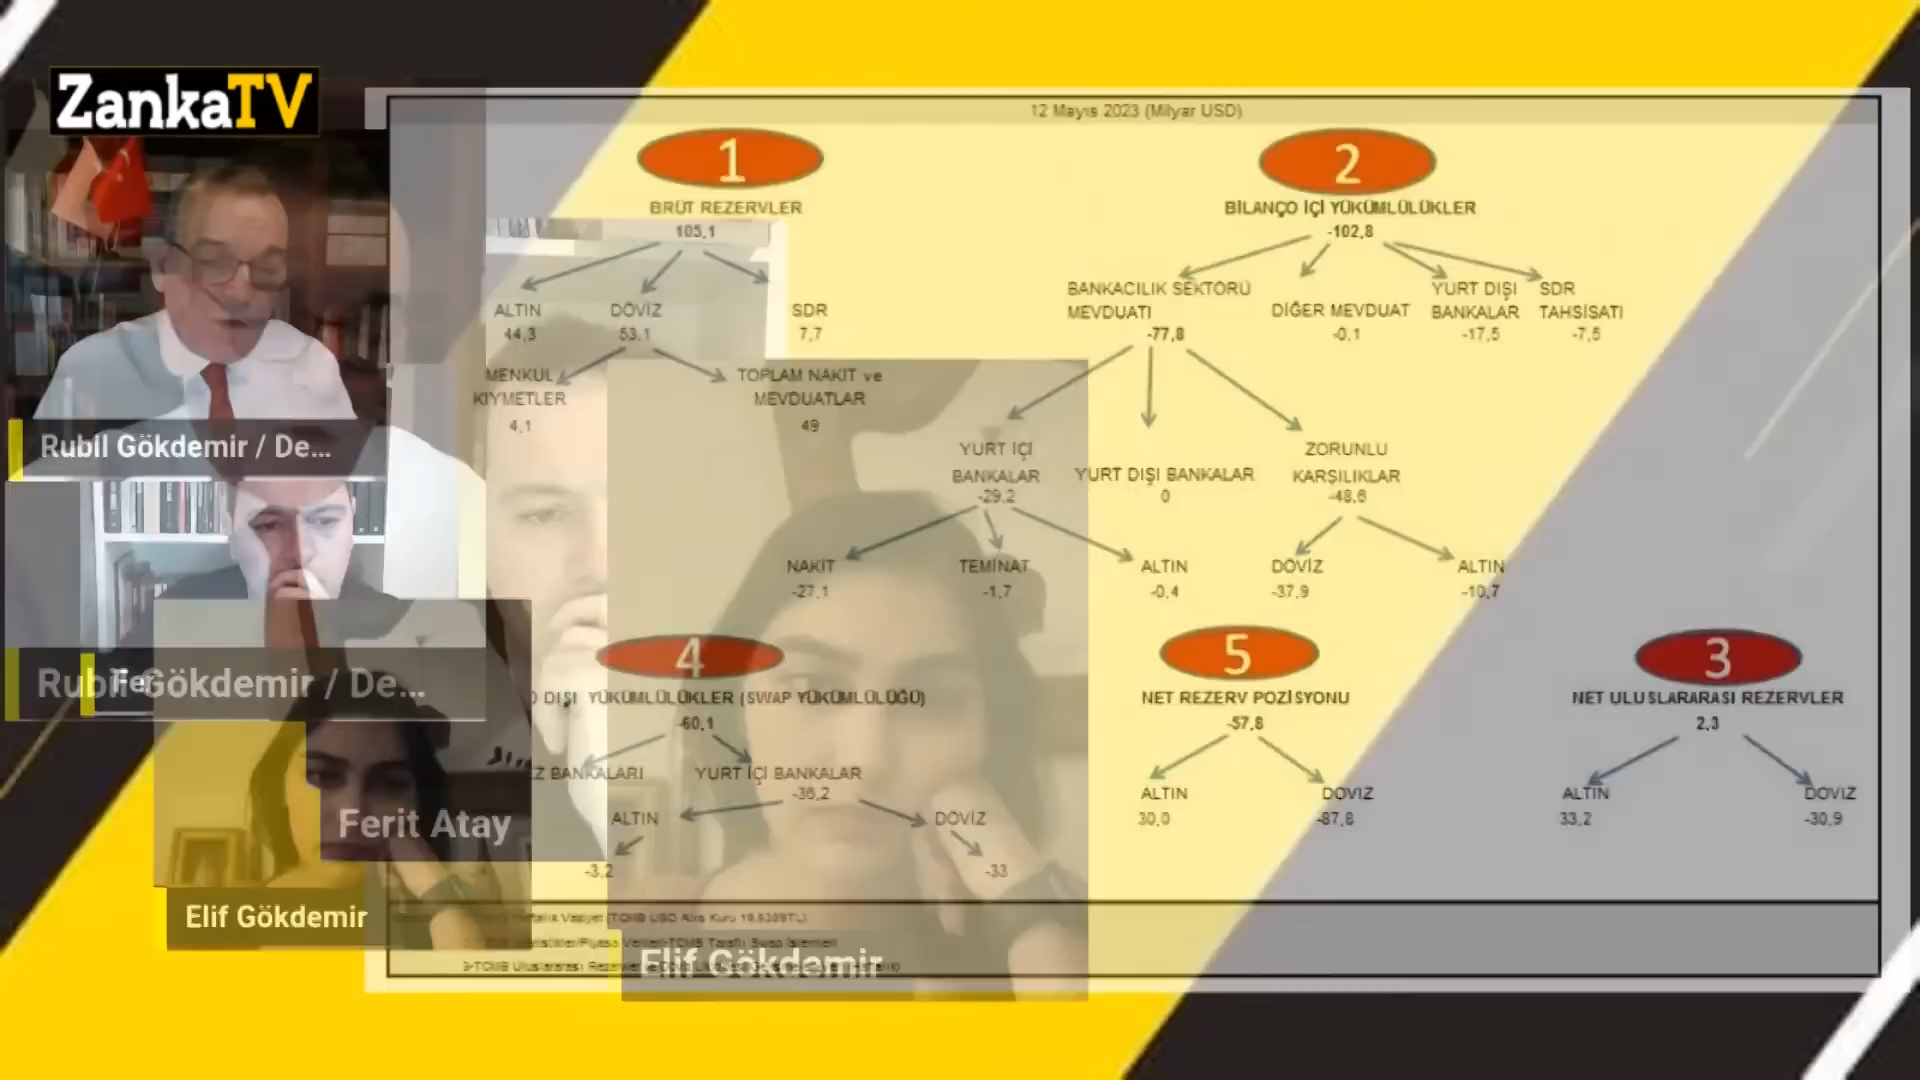 ZankaTV
12 Mayıs 2023 (Milyar USD)
1
2
BRÜT REZERVLER
105,1
BİLANÇO İÇİ YÜKÜMLÜLÜKLER
-102,8
ALTIN
44,3
DÖVİZ
53,1
SDR
7,7
BANKACILIK SEKTÖRÜ
MEVDUATI
-77,8
DİĞER MEVDUAT
-0,1
YURT DIŞI
BANKALAR
-17,5
SDR
TAHSİSATI
-7,5
MENKUL
KIYMETLER
4,1
TOPLAM NAKİT ve
MEVDUATLAR
49
Rubil Gökdemir / De...
YURT İÇİ
BANKALAR
-29,2
YURT DIŞI BANKALAR
0
ZORUNLU
KARŞILIKLAR
-48,6
NAKİT
-27,1
TEMİNAT
-1,7
ALTIN
-0,4
DÖVİZ
-37,9
ALTIN
-10,7
4
5
3
Rubil Gökdemir / De...
DIŞI YÜKÜMLÜLÜKLER (SWAP YÜKÜMLÜLÜĞÜ)
-60,1
NET REZERV POZİSYONU
-57,8
NET ULUSLARARASI REZERVLER
2,3
BANKALARI
YURT İÇİ BANKALAR
-36,2
ALTIN
30,0
DÖVİZ
-87,8
ALTIN
33,2
DÖVİZ
-30,9
ALTIN
-3,2
DÖVİZ
-33
Ferit Atay
Elif Gökdemir
Elif Gökdemir